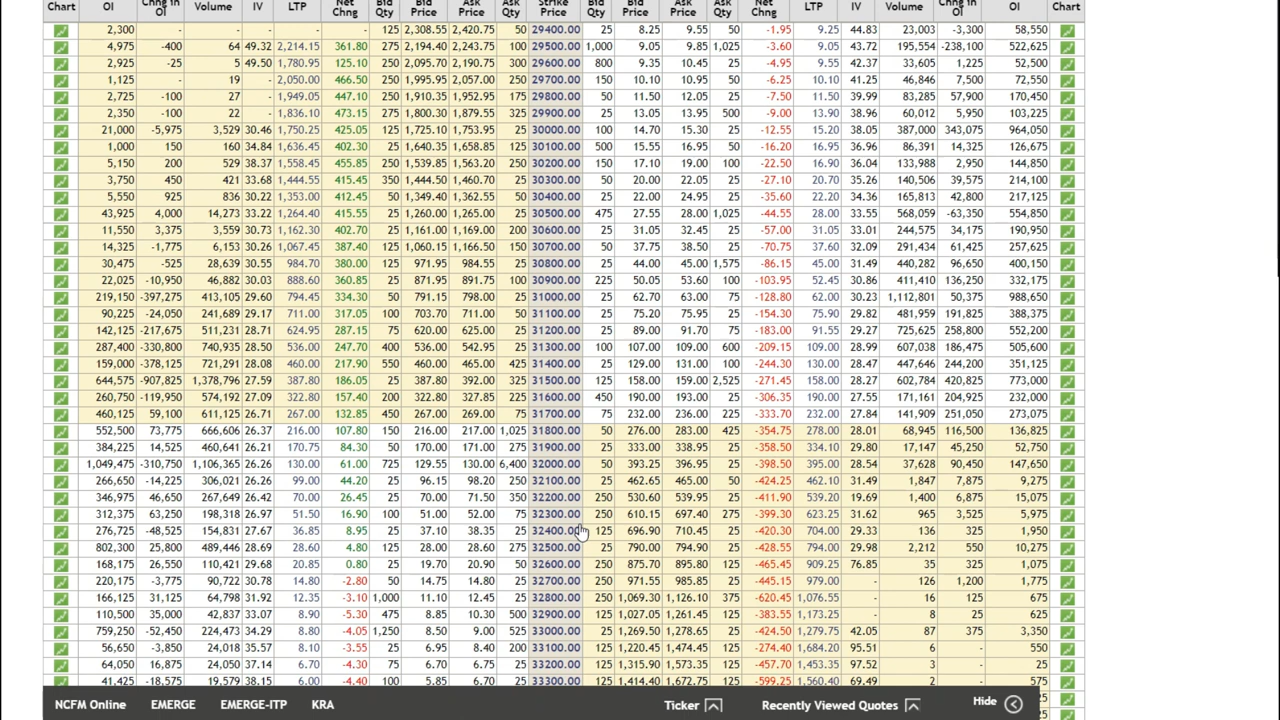 Chart OI Chng in OI Volume IV LTP Net Chng Bid Qty Bid Price Ask Price Ask Qty Strike Price Bid Qty Bid Price Ask Price Ask Qty Net Chng LTP IV Volume Chng in OI OI Chart
2,300 - - - - - 125 2,308.55 2,420.75 50 29400.00 25 8.25 9.55 50 -1.95 9.25 44.83 23,003 -3,300 58,550
4,975 -400 64 49.32 2,214.15 361.80 50 2,194.40 2,243.75 100 29500.00 1,000 9.05 9.85 1,025 -3.60 9.05 43.72 195,554 -238,100 522,625
2,925 -25 5 49.50 1,780.95 125.10 250 2,095.70 2,190.75 300 29600.00 800 9.35 10.45 25 -4.95 9.55 42.37 33,605 1,225 52,500
1,125 - 19 - 2,050.00 466.50 250 1,995.95 2,057.00 250 29700.00 150 10.10 10.95 50 -6.25 10.10 41.25 46,846 7,500 72,550
2,725 -100 27 - 1,949.05 447.10 250 1,910.35 1,952.95 175 29800.00 50 11.50 12.05 25 -7.50 11.50 39.99 83,285 57,900 170,450
2,350 -100 22 - 1,836.10 473.15 250 1,800.30 1,879.55 325 29900.00 25 13.05 13.95 500 -9.00 13.90 38.96 60,012 5,950 103,225
21,000 -5,975 3,529 30.46 1,750.25 425.05 125 1,725.10 1,753.95 25 30000.00 100 14.70 15.30 25 -12.55 15.20 38.05 387,000 343,075 964,050
1,000 150 160 34.84 1,636.45 402.30 25 1,640.35 1,658.85 125 30100.00 500 15.55 16.95 50 -16.20 16.95 36.96 86,391 14,325 126,675
5,150 200 529 38.37 1,558.45 455.85 250 1,539.85 1,563.20 250 30200.00 150 17.10 19.00 100 -22.50 16.90 36.04 133,988 2,950 144,850
3,750 450 421 33.68 1,444.55 415.45 350 1,444.50 1,460.70 25 30300.00 50 20.00 22.05 25 -27.10 20.70 35.26 140,506 39,575 214,100
5,550 925 836 30.22 1,353.00 412.45 25 1,349.40 1,362.55 50 30400.00 25 22.00 24.95 25 -35.60 22.20 34.36 165,813 42,800 217,125
43,925 4,000 14,273 33.22 1,264.40 415.55 25 1,260.00 1,265.00 25 30500.00 475 27.55 28.00 1,025 -44.55 28.00 33.55 568,059 -63,350 554,850
11,550 3,375 3,559 30.73 1,162.30 402.70 25 1,161.00 1,169.00 200 30600.00 25 31.05 32.45 25 -57.00 31.05 33.01 244,575 34,175 190,950
14,325 -1,775 6,153 30.26 1,067.45 387.40 125 1,060.15 1,166.50 150 30700.00 50 37.75 38.50 25 -70.75 37.60 32.09 291,458 61,425 257,625
30,475 -525 28,639 30.55 984.70 380.00 125 971.95 984.55 25 30800.00 25 44.00 45.00 1,575 -86.15 45.00 31.49 440,232 96,650 400,150
22,025 -10,950 46,882 30.03 888.60 360.85 25 871.95 891.75 100 30900.00 225 50.05 53.60 100 -103.95 52.45 30.86 411,410 136,250 332,175
219,150 -397,275 413,105 29.60 794.45 334.30 50 791.15 798.00 25 31000.00 25 62.70 63.00 75 -128.80 62.00 30.23 1,112,801 50,375 988,650
90,225 -24,050 241,689 29.11 711.00 317.05 100 703.70 711.00 50 31100.00 100 75.20 75.95 25 -154.30 75.90 29.82 481,959 191,825 388,375
142,125 -217,675 511,231 28.71 624.95 287.15 75 620.00 625.00 25 31200.00 25 89.00 91.70 75 -183.00 91.55 29.27 725,625 258,800 552,200
287,400 -330,800 740,935 28.50 536.00 247.70 400 536.00 542.95 25 31300.00 100 107.00 109.00 600 -209.15 109.00 28.99 607,038 186,475 505,600
159,000 -378,125 721,291 28.08 460.00 217.90 550 460.00 465.00 425 31400.00 25 129.00 131.00 100 -244.30 130.00 28.47 447,646 244,200 351,125
644,575 -907,825 1,378,796 27.59 387.80 186.05 25 387.80 392.00 325 31500.00 125 158.00 159.00 2,525 -271.45 158.00 28.27 602,784 420,825 773,000
260,750 -119,950 574,192 27.09 322.80 157.40 200 322.80 327.85 225 31600.00 450 190.00 193.00 25 -306.35 190.00 27.55 171,161 204,925 232,000
460,125 59,100 611,125 26.71 267.00 132.85 450 267.00 269.00 75 31700.00 75 232.00 236.00 225 -333.70 232.00 27.84 141,909 251,050 273,075
552,500 73,775 666,606 26.37 216.00 107.80 150 216.00 217.00 1,025 31800.00 50 276.00 283.00 425 -354.75 278.00 28.01 68,945 116,500 136,825
384,225 14,525 460,641 26.21 170.75 84.30 50 170.00 171.00 275 31900.00 25 333.00 338.95 25 -358.50 334.10 29.80 17,142 45,250 52,750
1,049,475 -310,750 1,106,365 26.26 130.00 61.00 725 129.55 130.00 6,400 32000.00 50 393.25 396.95 25 -398.50 395.00 28.54 37,628 90,450 147,650
266,650 -14,225 306,021 26.28 99.00 44.20 125 96.15 98.20 250 32100.00 25 462.65 465.00 50 -424.25 462.10 31.49 1,847 7,875 9,275
346,975 46,650 267,649 26.42 70.00 26.45 25 70.00 71.50 350 32200.00 250 530.60 539.95 25 -411.90 539.20 19.69 1,400 6,875 15,075
312,375 63,250 198,318 26.97 51.50 16.90 100 51.00 52.00 75 32300.00 250 610.15 697.40 275 -399.30 623.25 31.62 965 3,525 5,975
276,725 -48,525 154,831 27.67 36.85 8.95 25 37.10 38.35 25 32400.00 125 696.90 710.45 25 -420.30 704.00 29.33 135 325 1,950
802,300 25,800 489,446 28.69 28.60 4.80 125 28.00 28.60 275 32500.00 25 790.00 794.90 25 -428.55 794.00 29.98 2,212 550 10,275
168,175 26,550 110,421 29.60 20.85 0.80 25 19.70 20.90 50 32600.00 25 875.70 895.80 125 -465.45 909.25 76.85 35 325 1,075
220,175 -3,775 90,722 30.78 14.80 -2.80 50 14.75 14.80 25 32700.00 25 971.55 985.85 25 -445.15 979.00 - 126 1,200 1,775
166,125 31,125 64,798 31.92 12.35 -3.10 1,000 11.10 12.45 25 32800.00 250 1,069.30 1,126.10 375 -620.45 1,076.55 - 16 125 675
110,500 35,000 42,837 33.07 8.90 -5.30 475 8.85 10.30 500 32900.00 250 1,037.05 1,261.45 125 -383.55 1,173.25 - 8 25 625
759,250 -52,450 224,473 34.29 8.80 -4.05 1,250 8.50 9.00 525 33000.00 50 1,269.50 1,278.65 25 -424.50 1,279.75 42.05 87 375 3,350
56,650 -3,850 24,018 35.57 8.10 -3.55 25 6.95 8.40 200 33100.00 125 1,220.45 1,474.45 125 -274.40 1,684.20 95.51 6 - 550
64,050 16,875 24,050 37.14 6.70 -4.30 75 6.70 6.75 25 33200.00 125 1,315.90 1,573.35 125 -457.70 1,453.35 97.52 3 - 25
41,425 -18,575 19,579 38.15 6.00 -4.40 100 5.85 6.70 25 33300.00 125 1,414.40 1,672.75 125 -599.25 1,560.40 69.49 2 - 575
NCFM Online EMERGE EMERGE-ITP KRA Ticker Recently Viewed Quotes Hide